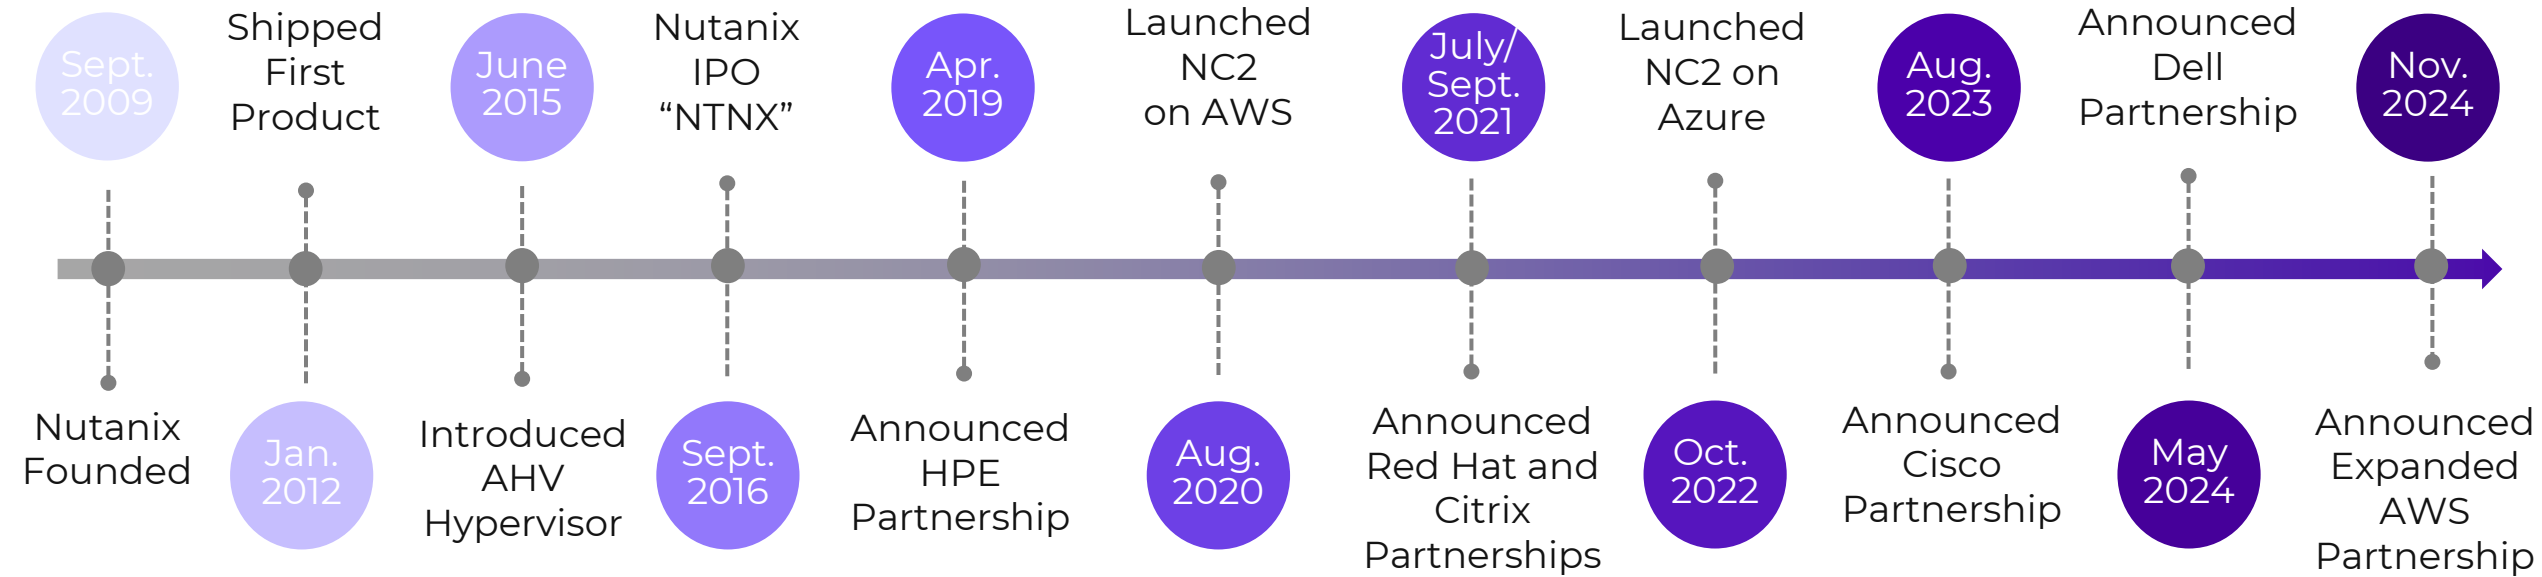 Sept.
2009
Nutanix
Founded
Shipped
First
Product
Jan.
2012
June
2015
Introduced
AHV
Hypervisor
Nutanix
IPO
“NTNX”
Sept.
2016
Apr.
2019
Announced
HPE
Partnership
Launched
NC2
on AWS
Aug.
2020
July/
Sept.
2021
Announced
Red Hat and
Citrix
Partnerships
Launched
NC2 on
Azure
Oct.
2022
Aug.
2023
Announced
Cisco
Partnership
Announced
Dell
Partnership
May
2024
Nov.
2024
Announced
Expanded
AWS
Partnership